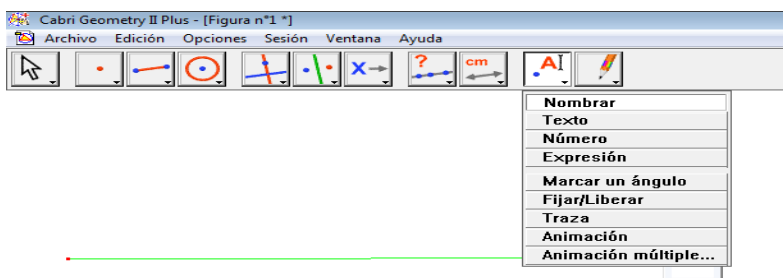 Cabri Geometry II Plus - [Figura n°1 *]
Archivo Edición Opciones Sesión Ventana Ayuda
X ? cm A
Nombrar
Texto
Número
Expresión
Marcar un ángulo
Fijar/Liberar
Traza
Animación
Animación múltiple...